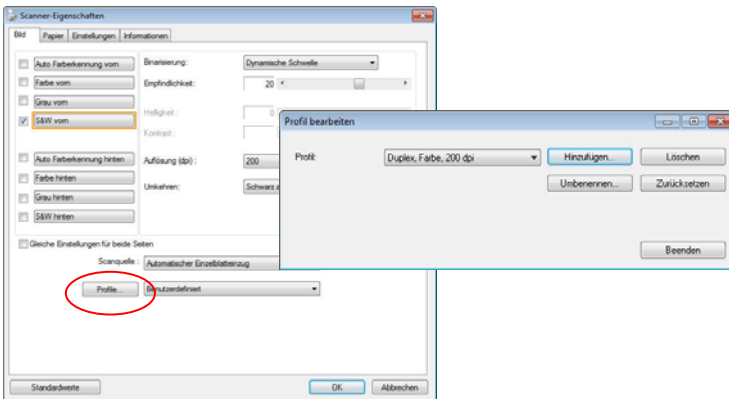 Scanner-Eigenschaften
Bild Papier Einstellungen Informationen
Auto Farberkennung vorn
Farbe vorn
Grau vorn
S&W vorn
Auto Farberkennung hinten
Farbe hinten
Grau hinten
S&W hinten
Binarisierung: Dynamische Schwelle
Empfindlichkeit: 20
Helligkeit : 0
Kontrast :
Auflösung (dpi) : 200
Umkehren: Schwarz a
Gleiche Einstellungen für beide Seiten
Scanquelle : Automatischer Einzelblatteinzug
Profile... Benutzerdefiniert
Standardwerte OK Abbrechen
Profil bearbeiten
Profil: Duplex, Farbe, 200 dpi Hinzufügen... Löschen
Umbenennen... Zurücksetzen
Beenden